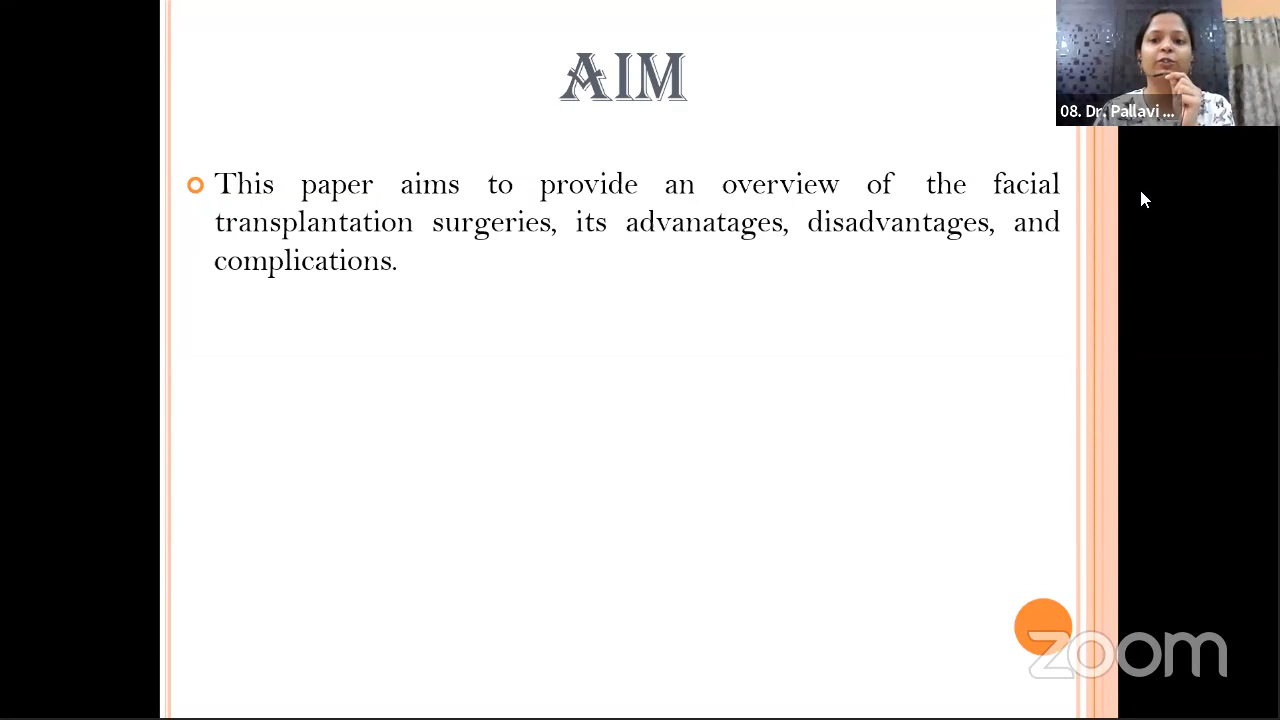 AIM
08. Dr. Pallavi ...
This paper aims to provide an overview of the facial
transplantation surgeries, its advanatages, disadvantages, and
complications.
zoom